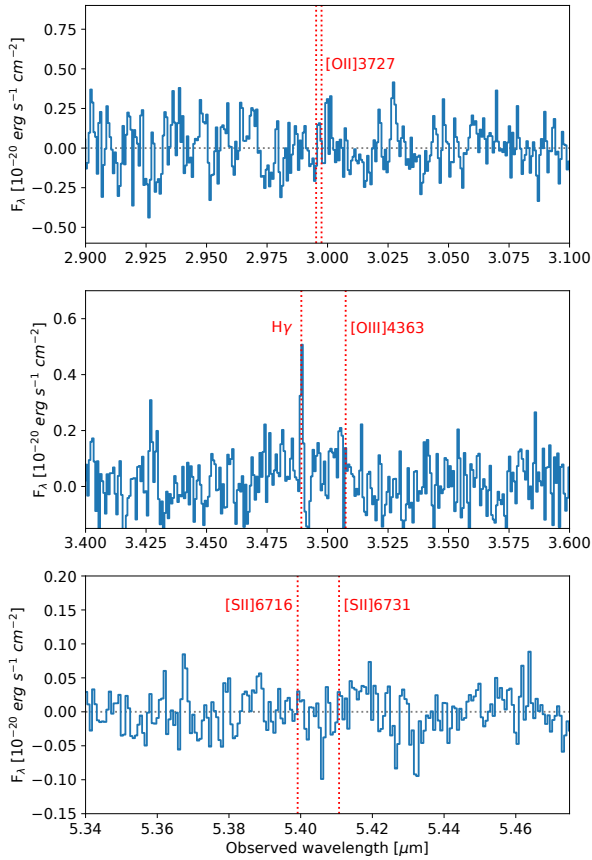 0.75
0.50
0.25
0.00
−0.25
−0.50
F_λ [10⁻²⁰ erg s⁻¹ cm⁻²]
[OII]3727
2.900 2.925 2.950 2.975 3.000 3.025 3.050 3.075 3.100
0.6
0.4
0.2
0.0
F_λ [10⁻²⁰ erg s⁻¹ cm⁻²]
Hγ [OIII]4363
3.400 3.425 3.450 3.475 3.500 3.525 3.550 3.575 3.600
0.20
0.15
0.10
0.05
0.00
−0.05
−0.10
−0.15
F_λ [10⁻²⁰ erg s⁻¹ cm⁻²]
[SII]6716 [SII]6731
5.34 5.36 5.38 5.40 5.42 5.44 5.46
Observed wavelength [μm]